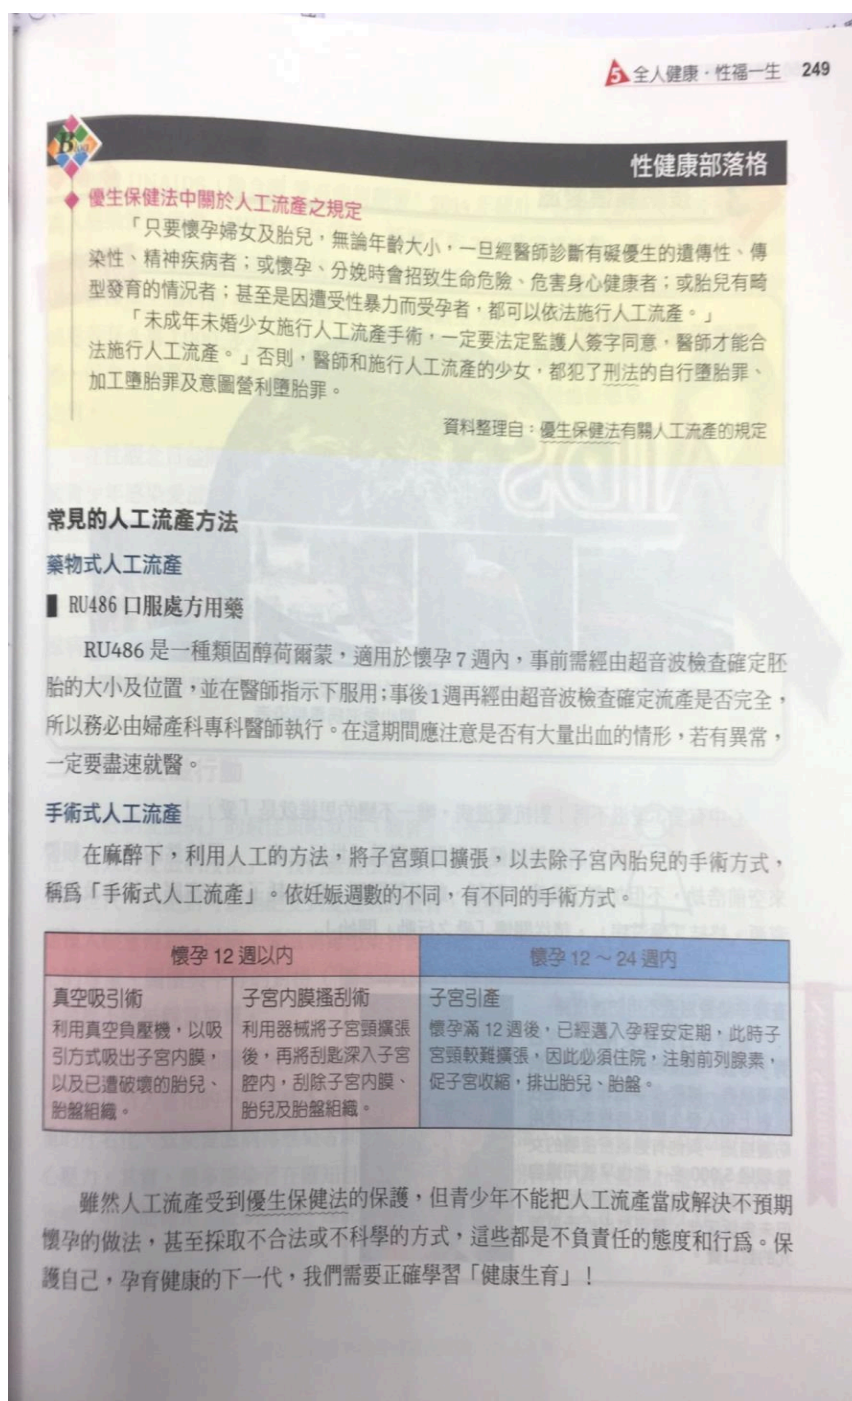 5 全人健康·性福一生 249
Blog
性健康部落格
優生保健法中關於人工流產之規定
「只要懷孕婦女及胎兒，無論年齡大小，一旦經醫師診斷有礙優生的遺傳性、傳
染性、精神疾病者；或懷孕、分娩時會招致生命危險、危害身心健康者；或胎兒有畸
型發育的情況者；甚至是因遭受性暴力而受孕者，都可以依法施行人工流產。」
「未成年未婚少女施行人工流產手術，一定要法定監護人簽字同意，醫師才能合
法施行人工流產。」否則，醫師和施行人工流產的少女，都犯了刑法的自行墮胎罪、
加工墮胎罪及意圖營利墮胎罪。
資料整理自：優生保健法有關人工流產的規定
常見的人工流產方法
藥物式人工流產
RU486 口服處方用藥
RU486 是一種類固醇荷爾蒙，適用於懷孕 7 週內，事前需經由超音波檢查確定胚
胎的大小及位置，並在醫師指示下服用；事後 1 週再經由超音波檢查確定流產是否完全，
所以務必由婦產科專科醫師執行。在這期間應注意是否有大量出血的情形，若有異常，
一定要盡速就醫。
手術式人工流產
在麻醉下，利用人工的方法，將子宮頸口擴張，以去除子宮內胎兒的手術方式，
稱為「手術式人工流產」。依妊娠週數的不同，有不同的手術方式。
懷孕 12 週以內
懷孕 12 ～ 24 週內
真空吸引術
利用真空負壓機，以吸
引方式吸出子宮內膜，
以及已遭破壞的胎兒、
胎盤組織。
子宮內膜搔刮術
利用器械將子宮頸擴張
後，再將刮匙深入子宮
腔內，刮除子宮內膜、
胎兒及胎盤組織。
子宮引產
懷孕滿 12 週後，已經邁入孕程安定期，此時子
宮頸較難擴張，因此必須住院，注射前列腺素，
促子宮收縮，排出胎兒、胎盤。
雖然人工流產受到優生保健法的保護，但青少年不能把人工流產當成解決不預期
懷孕的做法，甚至採取不合法或不科學的方式，這些都是不負責任的態度和行為。保
護自己，孕育健康的下一代，我們需要正確學習「健康生育」！